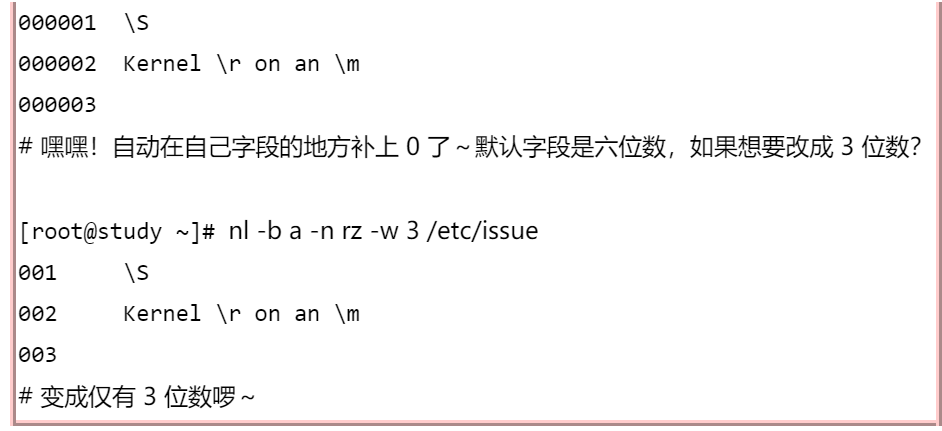 000001  \S
000002  Kernel \r on an \m
000003
# 嘿嘿！自动在自己字段的地方补上 0 了～默认字段是六位数，如果想要改成 3 位数？
[root@study ~]# nl -b a -n rz -w 3 /etc/issue
001     \S
002     Kernel \r on an \m
003
# 变成仅有 3 位数啰～